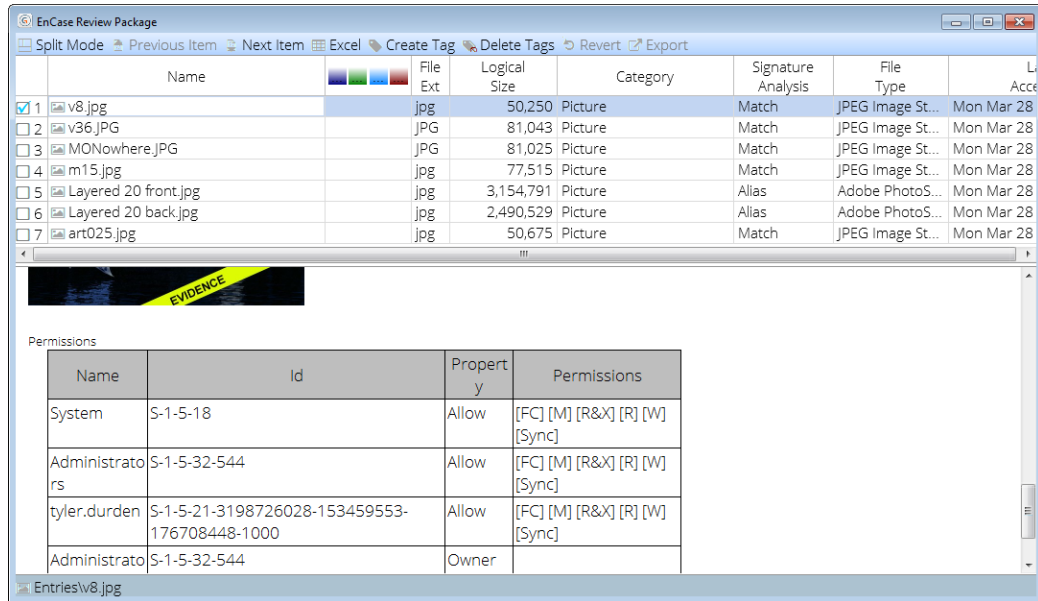 EnCase Review Package
Split Mode Previous Item Next Item Excel Create Tag Delete Tags Revert Export
Name File Ext Logical Size Category Signature Analysis File Type La Acce
1 v8.jpg jpg 50,250 Picture Match JPEG Image St... Mon Mar 28
2 v36.JPG JPG 81,043 Picture Match JPEG Image St... Mon Mar 28
3 MONowhere.JPG JPG 81,025 Picture Match JPEG Image St... Mon Mar 28
4 m15.jpg jpg 77,515 Picture Match JPEG Image St... Mon Mar 28
5 Layered 20 front.jpg jpg 3,154,791 Picture Alias Adobe PhotoS... Mon Mar 28
6 Layered 20 back.jpg jpg 2,490,529 Picture Alias Adobe PhotoS... Mon Mar 28
7 art025.jpg jpg 50,675 Picture Match JPEG Image St... Mon Mar 28
EVIDENCE
Permissions
Name Id Propert
y Permissions
System S-1-5-18 Allow [FC] [M] [R&X] [R] [W]
[Sync]
Administrato S-1-5-32-544 Allow [FC] [M] [R&X] [R] [W]
rs [Sync]
tyler.durden S-1-5-21-3198726028-153459553- Allow [FC] [M] [R&X] [R] [W]
176708448-1000 [Sync]
Administrato S-1-5-32-544 Owner
Entries\v8.jpg